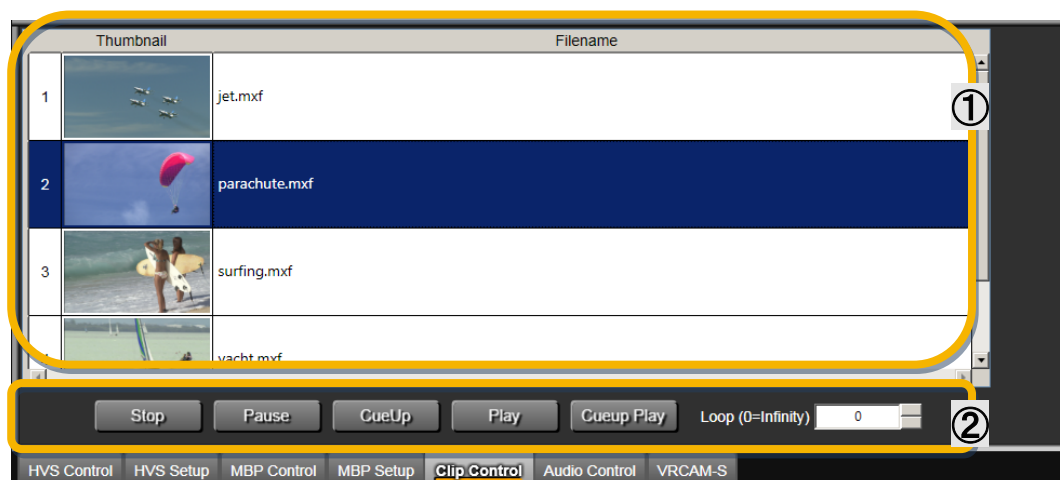 Thumbnail Filename
①
1 jet.mxf
2 parachute.mxf
3 surfing.mxf
yacht.mxf
Stop Pause CueUp Play Cueup Play Loop (0=Infinity) 0
②
HVS Control HVS Setup MBP Control MBP Setup Clip Control Audio Control VRCAM-S